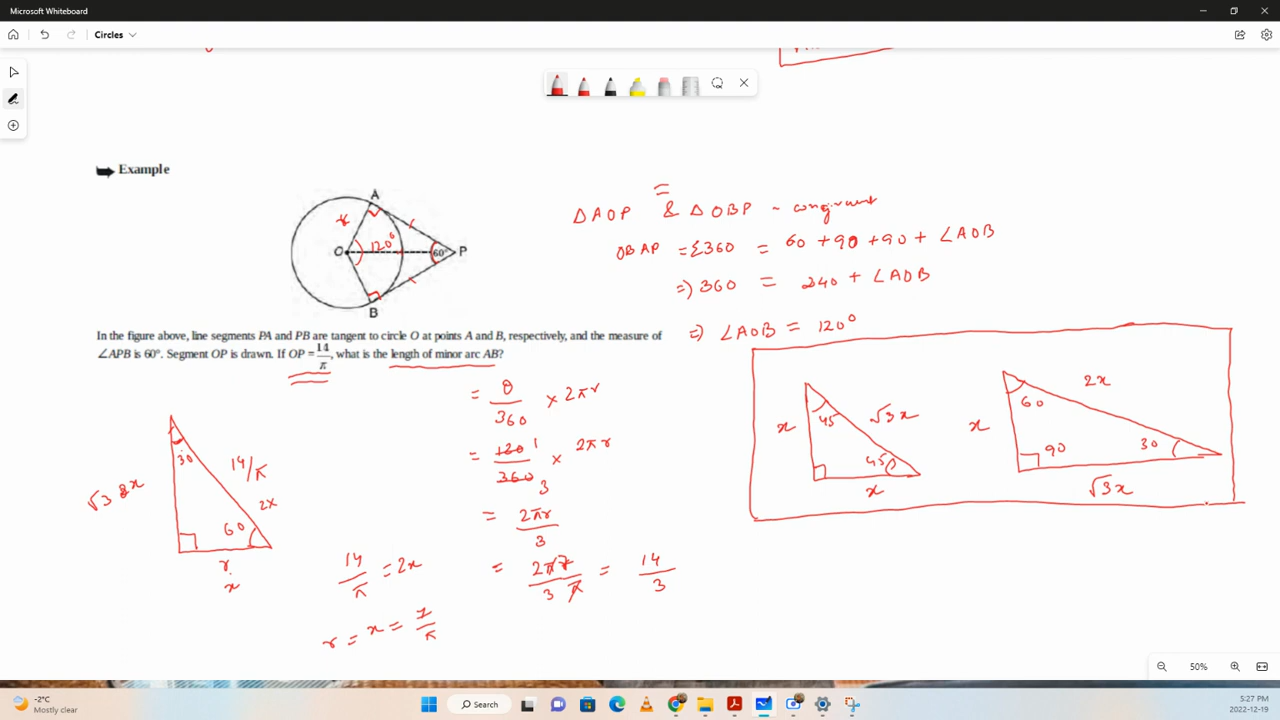 Microsoft Whiteboard
Circles
Example
A
120°
O
60°
P
B
In the figure above, line segments PA and PB are tangent to circle O at points A and B, respectively, and the measure of
∠APB is 60°. Segment OP is drawn. If OP = 14/π, what is the length of minor arc AB?
=
ΔAOP & ΔOBP - congruent
OBAP = Σ360 = 60 + 90 + 90 + ∠AOB
=) 360 = 240 + ∠AOB
=) ∠AOB = 120°
= θ/360 × 2πr
= 120/360 1/3 × 2πr
= 2πr/3
= 2π7/3π = 14/3
30
14/π
√3 x
2x
60
r
x
14/π = 2x
r = x = 7/π
45
√3x
x
45
x
2x
60
x
90
30
√3x
50%
-2°C
Mostly clear
Search
5:27 PM
2022-12-19